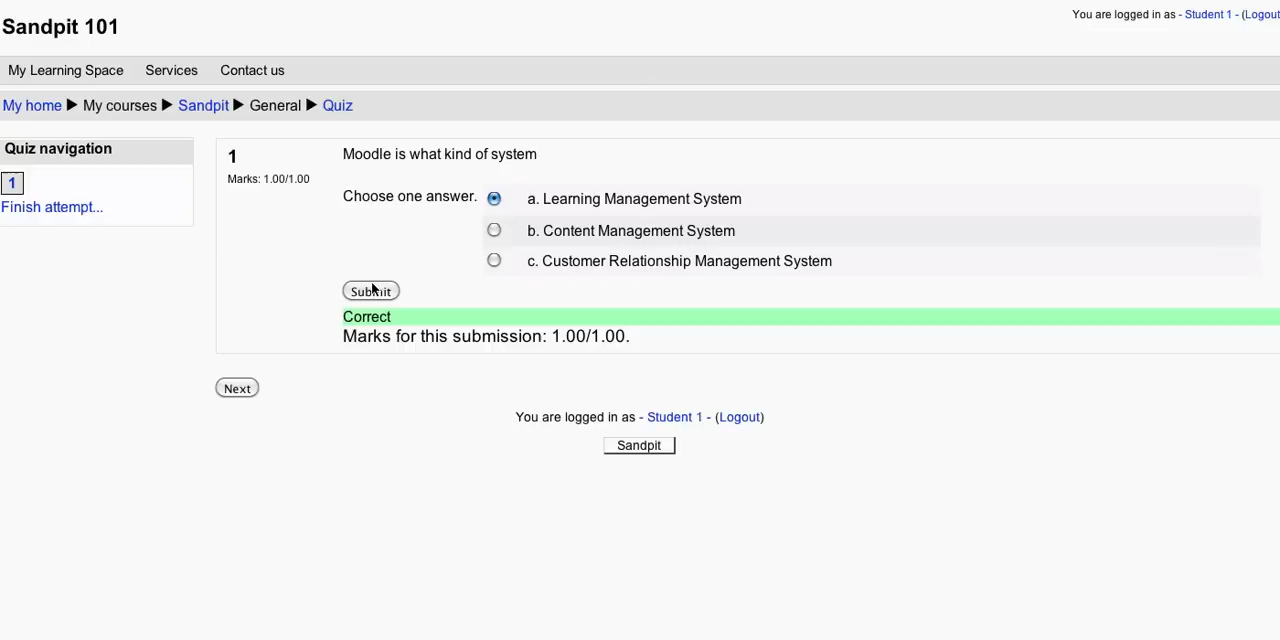 Sandpit 101
You are logged in as - Student 1 - (Logout
My Learning Space Services Contact us
My home ▶ My courses ▶ Sandpit ▶ General ▶ Quiz
Quiz navigation
1
Finish attempt...
1
Marks: 1.00/1.00
Moodle is what kind of system
Choose one answer.
a. Learning Management System
b. Content Management System
c. Customer Relationship Management System
Submit
Correct
Marks for this submission: 1.00/1.00.
Next
You are logged in as - Student 1 - (Logout)
Sandpit